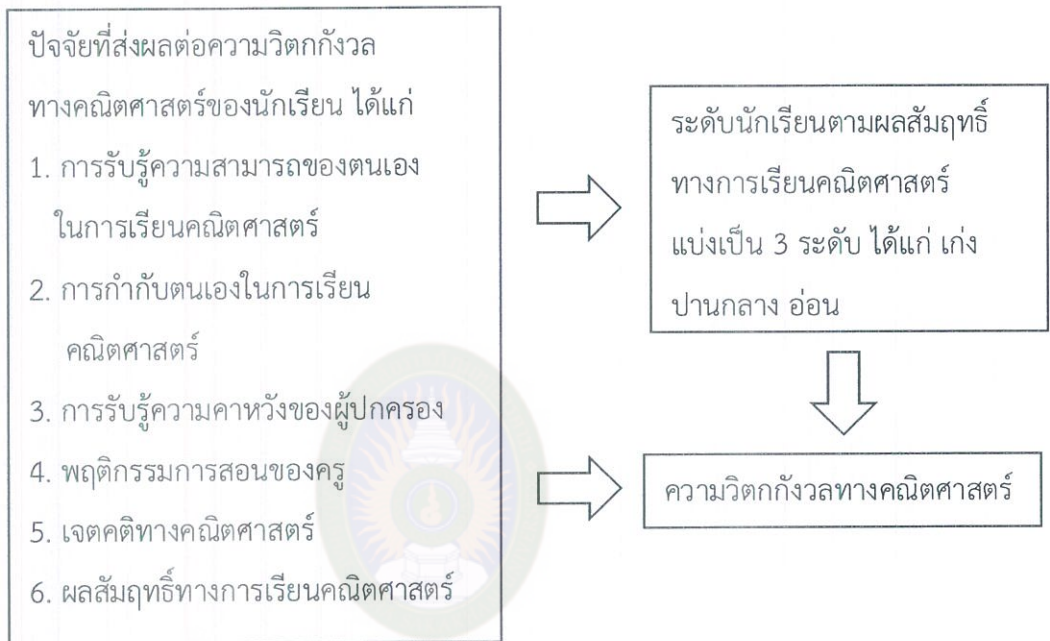 ปัจจัยที่ส่งผลต่อความวิตกกังวล
ทางคณิตศาสตร์ของนักเรียน ได้แก่
1. การรับรู้ความสามารถของตนเอง
ในการเรียนคณิตศาสตร์
2. การกำกับตนเองในการเรียน
คณิตศาสตร์
3. การรับรู้ความคาหวังของผู้ปกครอง
4. พฤติกรรมการสอนของครู
5. เจตคติทางคณิตศาสตร์
6. ผลสัมฤทธิ์ทางการเรียนคณิตศาสตร์
ระดับนักเรียนตามผลสัมฤทธิ์
ทางการเรียนคณิตศาสตร์
แบ่งเป็น 3 ระดับ ได้แก่ เก่ง
ปานกลาง อ่อน
ความวิตกกังวลทางคณิตศาสตร์